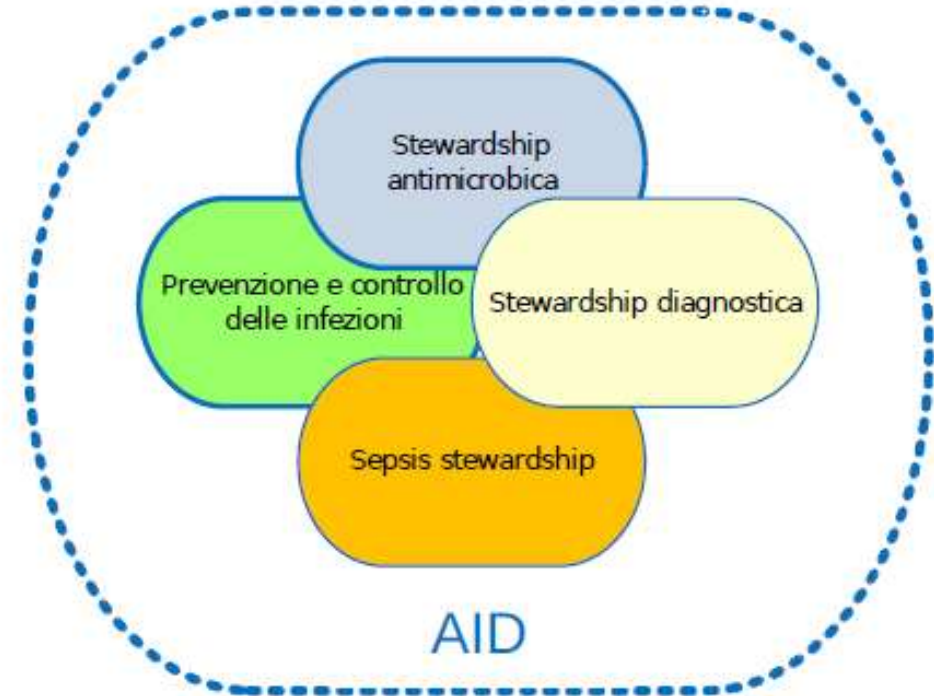 Stewardship
antimicrobica
Prevenzione e controllo
delle infezioni
Stewardship diagnostica
Sepsis stewardship
AID